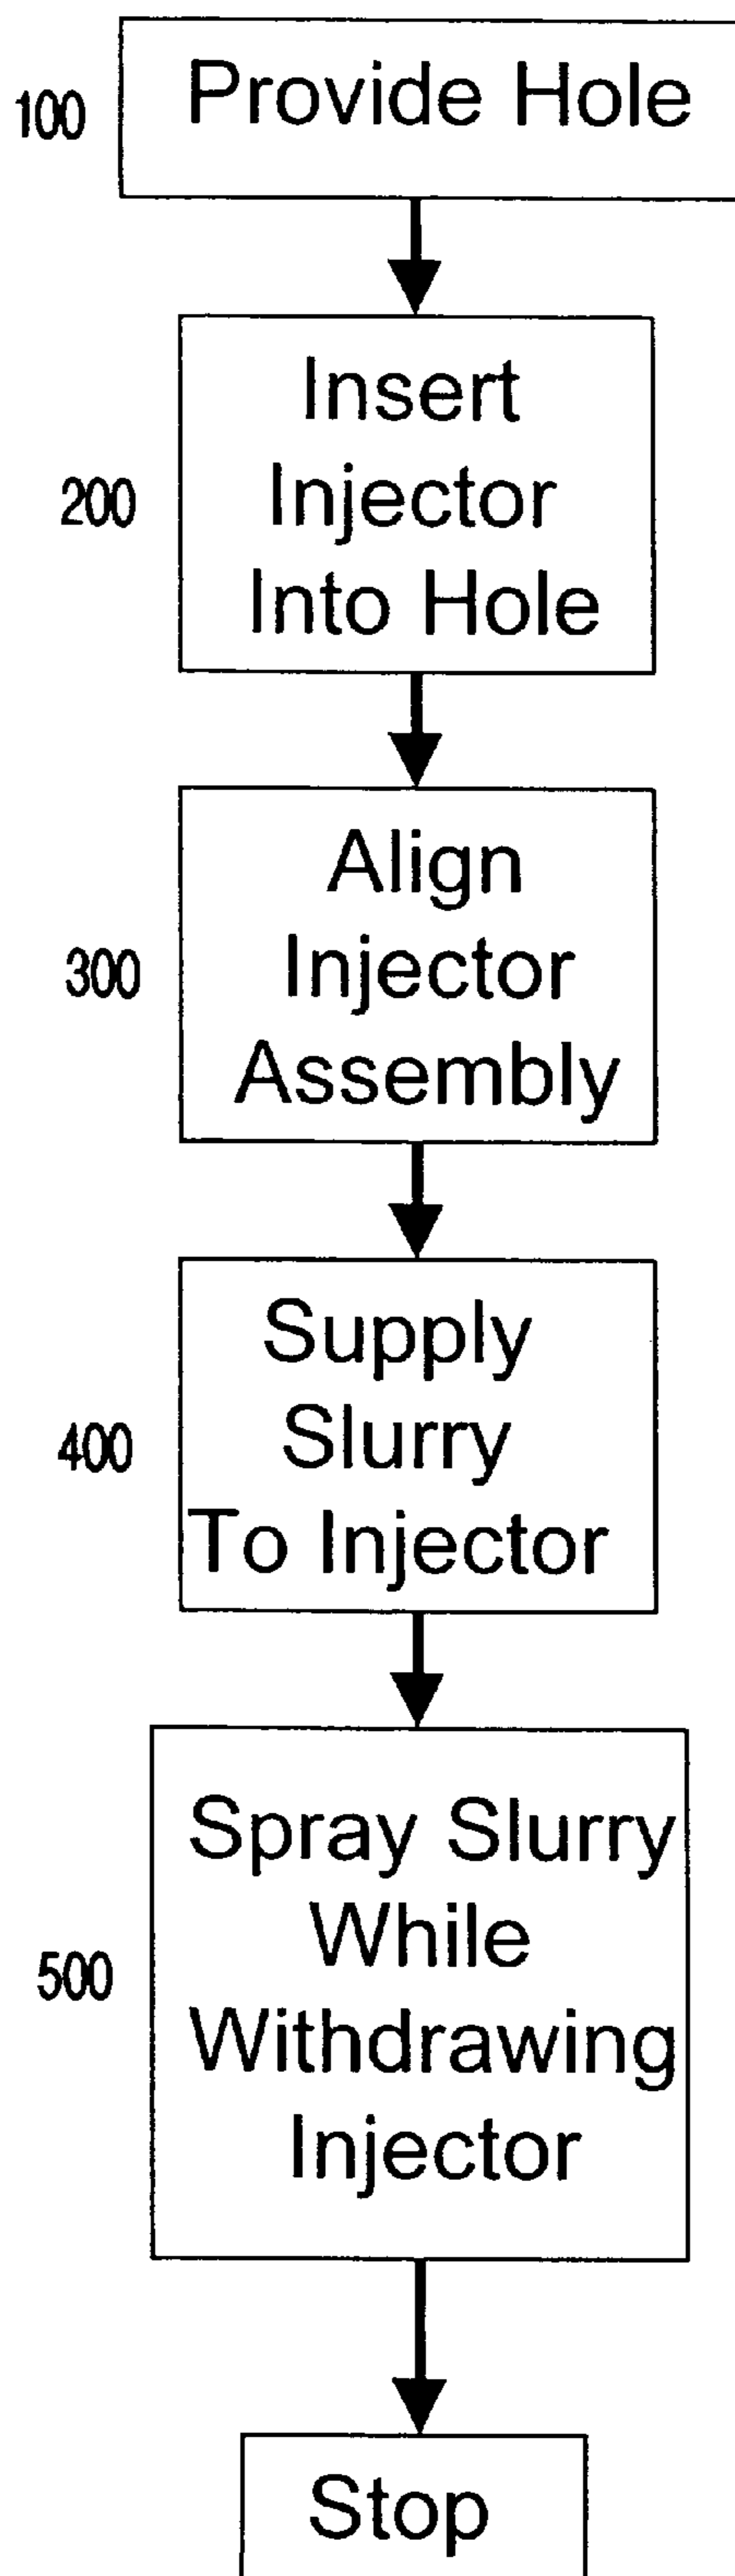 100
Provide Hole
200
Insert
Injector
Into Hole
300
Align
Injector
Assembly
400
Supply
Slurry
To Injector
500
Spray Slurry
While
Withdrawing
Injector
Stop